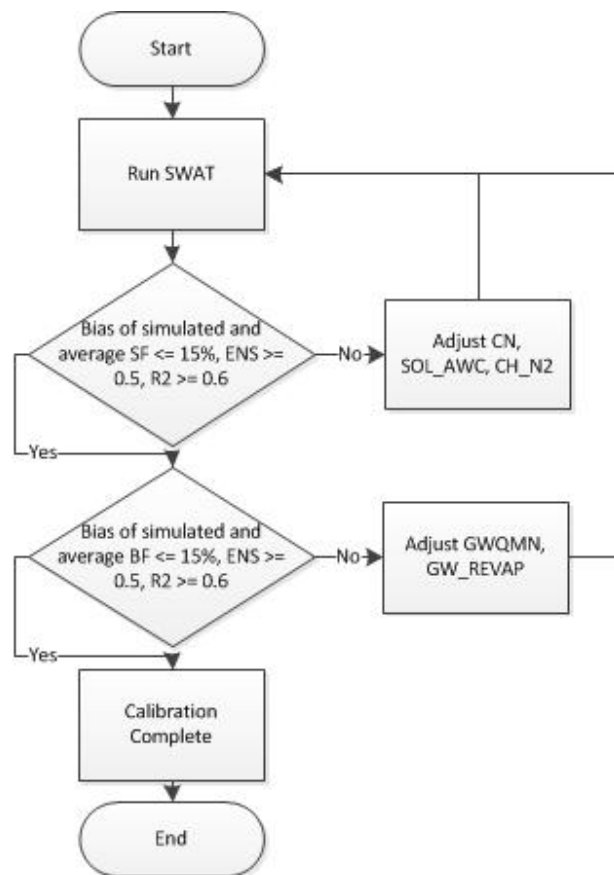 Start
Run SWAT
Bias of simulated and
average SF <= 15%, ENS >=
0.5, R2 >= 0.6
No
Adjust CN,
SOL_AWC, CH_N2
Yes
Bias of simulated and
average BF <= 15%, ENS >=
0.5, R2 >= 0.6
No
Adjust GWQMN,
GW_REVAP
Yes
Calibration
Complete
End